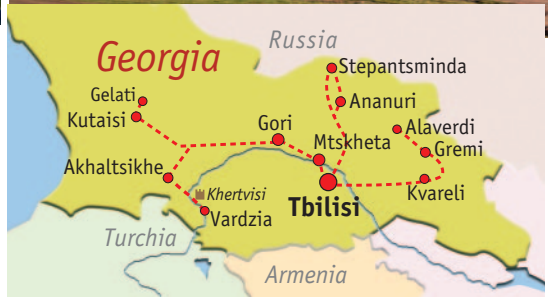 Georgia
Russia
Stepantsminda
Gelati
Ananuri
Kutaisi
Gori
Alaverdi
Mtskheta
Gremi
Akhaltsikhe
Khertvisi
Kvareli
Tbilisi
Vardzia
Turchia
Armenia